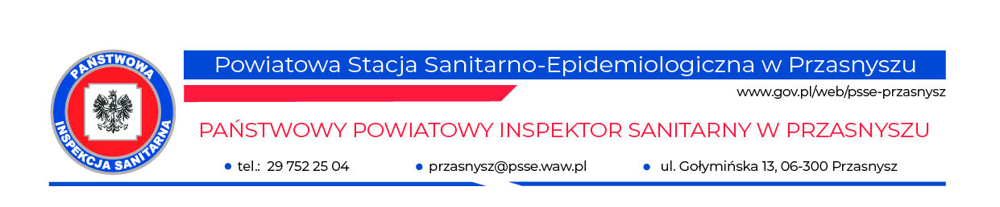 PAŃSTWOWA
INSPEKCJA SANITARNA
Powiatowa Stacja Sanitarno-Epidemiologiczna w Przasnyszu
www.gov.pl/web/psse-przasnysz
PAŃSTWOWY POWIATOWY INSPEKTOR SANITARNY W PRZASNYSZU
• tel.: 29 752 25 04 • przasnysz@psse.waw.pl • ul. Gołymińska 13, 06-300 Przasnysz